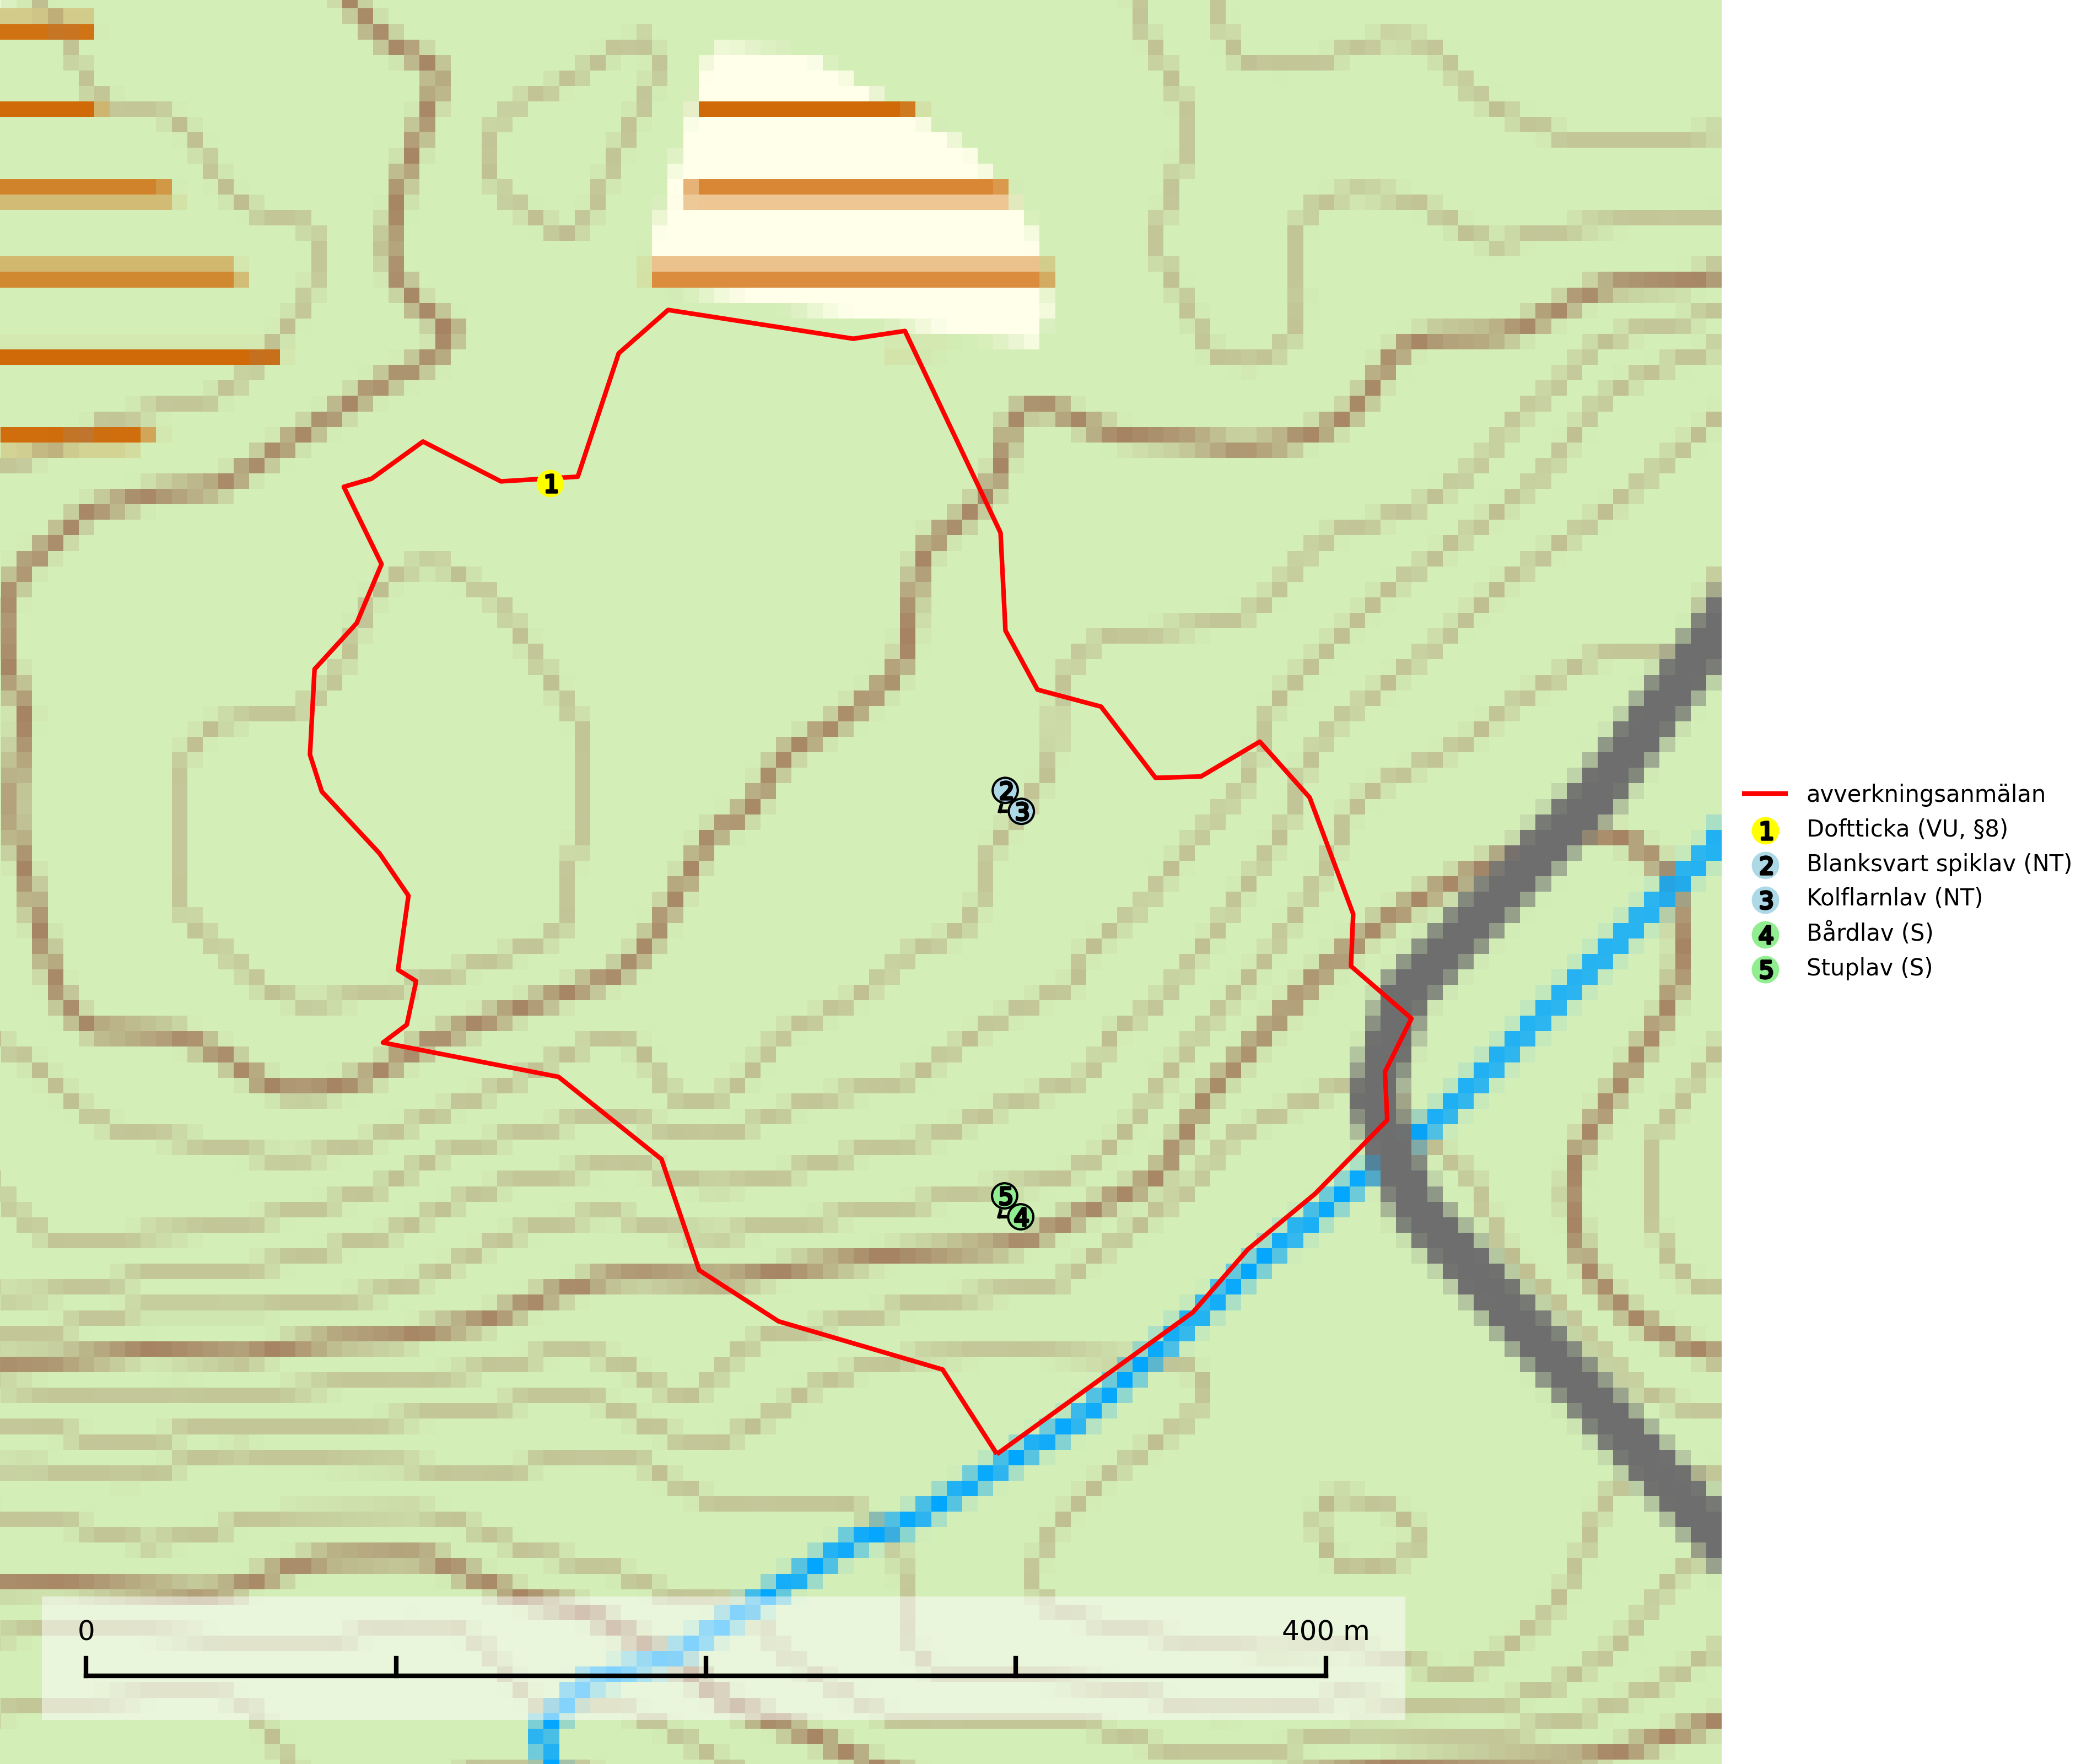 1
2
3
5
4
0
400 m
avverkningsanmälan
1 Doftticka (VU, §8)
2 Blanksvart spiklav (NT)
3 Kolflarnlav (NT)
4 Bårdlav (S)
5 Stuplav (S)